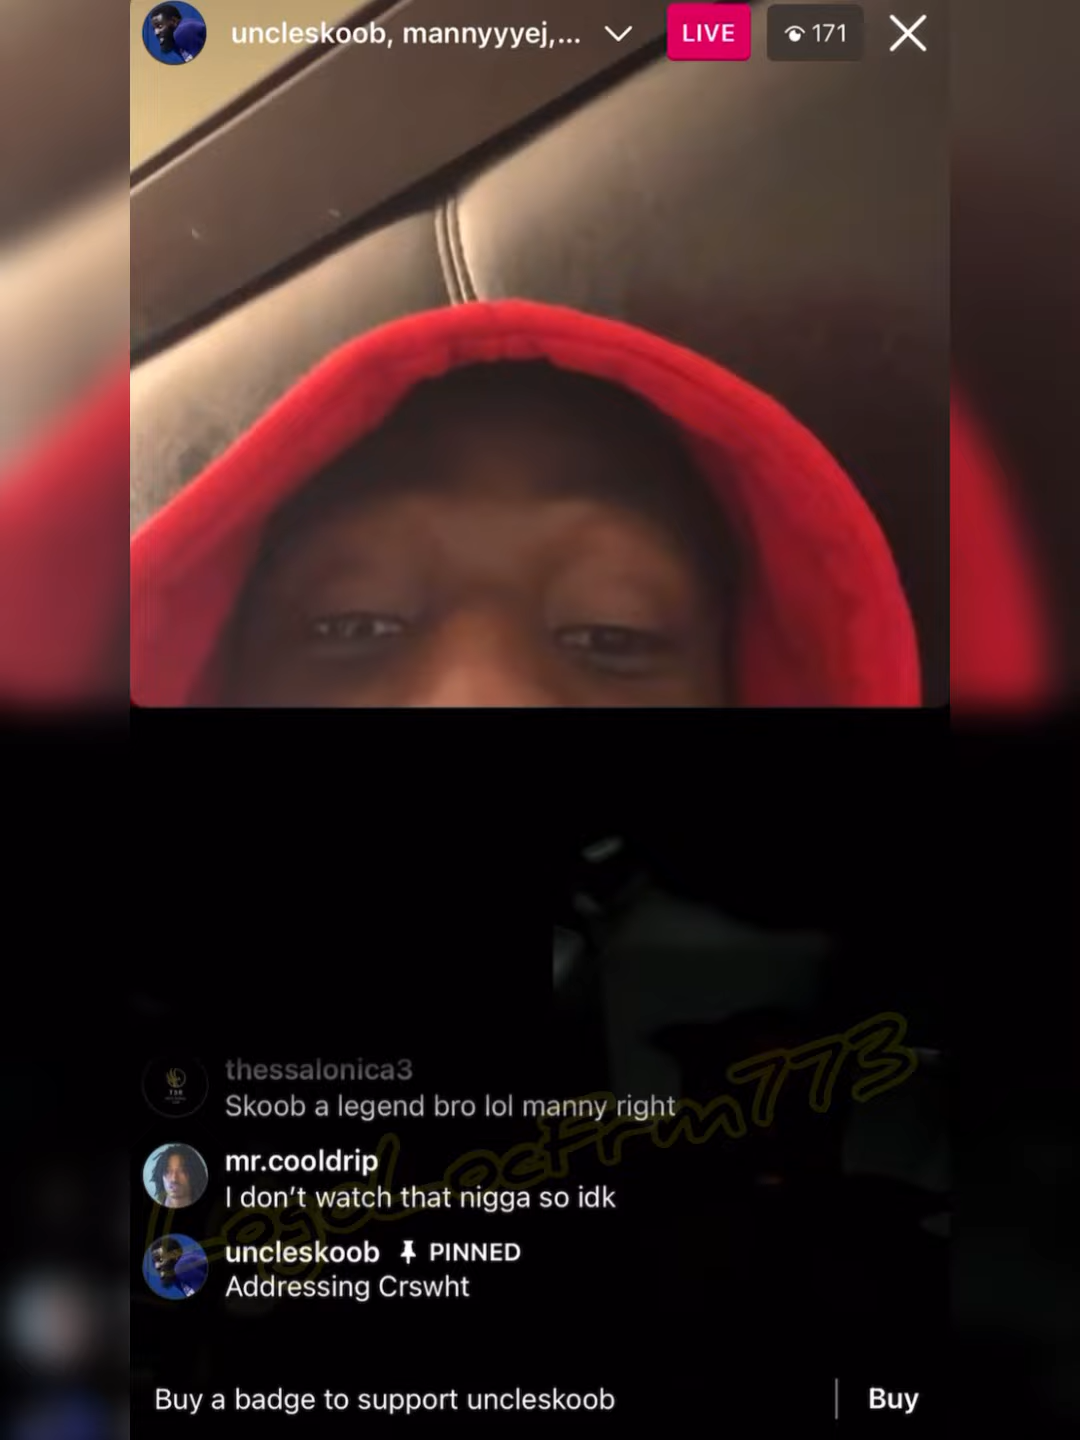 uncleskoob, mannyyyej,...
LIVE
171
thessalonica3
Skoob a legend bro lol manny right
mr.cooldrip
I don't watch that nigga so idk
uncleskoob PINNED
Addressing Crswht
LogoLocFrm773
Buy a badge to support uncleskoob
Buy